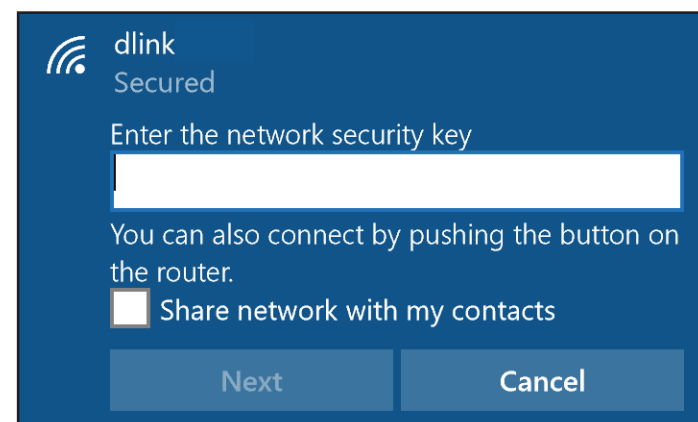 dlink
Secured
Enter the network security key
You can also connect by pushing the button on
the router.
Share network with my contacts
Next
Cancel